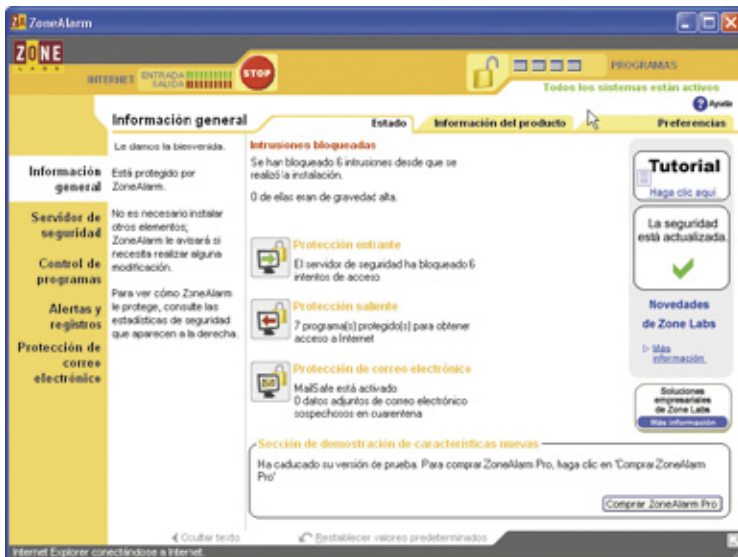 ZoneAlarm
ZONE
LABS
INTERNET
ENTRADA
SALIDA
STOP
PROGRAMAS
Todos los sistemas están activos
Ayuda
Información general
Estado
Información del producto
Preferencias
Información
general
Servidor de
seguridad
Control de
programas
Alertas y
registros
Protección de
correo
electrónico
Le damos la bienvenida.
Está protegido por
ZoneAlarm.
No es necesario instalar
otros elementos;
ZoneAlarm le avisará si
necesita realizar alguna
modificación.
Para ver cómo ZoneAlarm
le protege, consulte las
estadísticas de seguridad
que aparecen a la derecha.
Intrusiones bloqueadas
Se han bloqueado 6 intrusiones desde que se
realizó la instalación.
0 de ellas eran de gravedad alta.
Protección entrante
El servidor de seguridad ha bloqueado 6
intentos de acceso
Protección saliente
7 programa(s) protegido(s) para obtener
acceso a Internet
Protección de correo electrónico
MailSafe está activado
0 datos adjuntos de correo electrónico
sospechosos en cuarentena
Tutorial
Haga clic aquí
La seguridad
está actualizada.
Novedades
de Zone Labs
Más
información.
Soluciones
empresariales
de Zone Labs
Más información
Sección de demostración de características nuevas
Ha caducado su versión de prueba. Para comprar ZoneAlarm Pro, haga clic en 'Comprar ZoneAlarm
Pro'
Comprar ZoneAlarm Pro
Ocultar texto
Restablecer valores predeterminados
Internet Explorer conectándose a Internet.